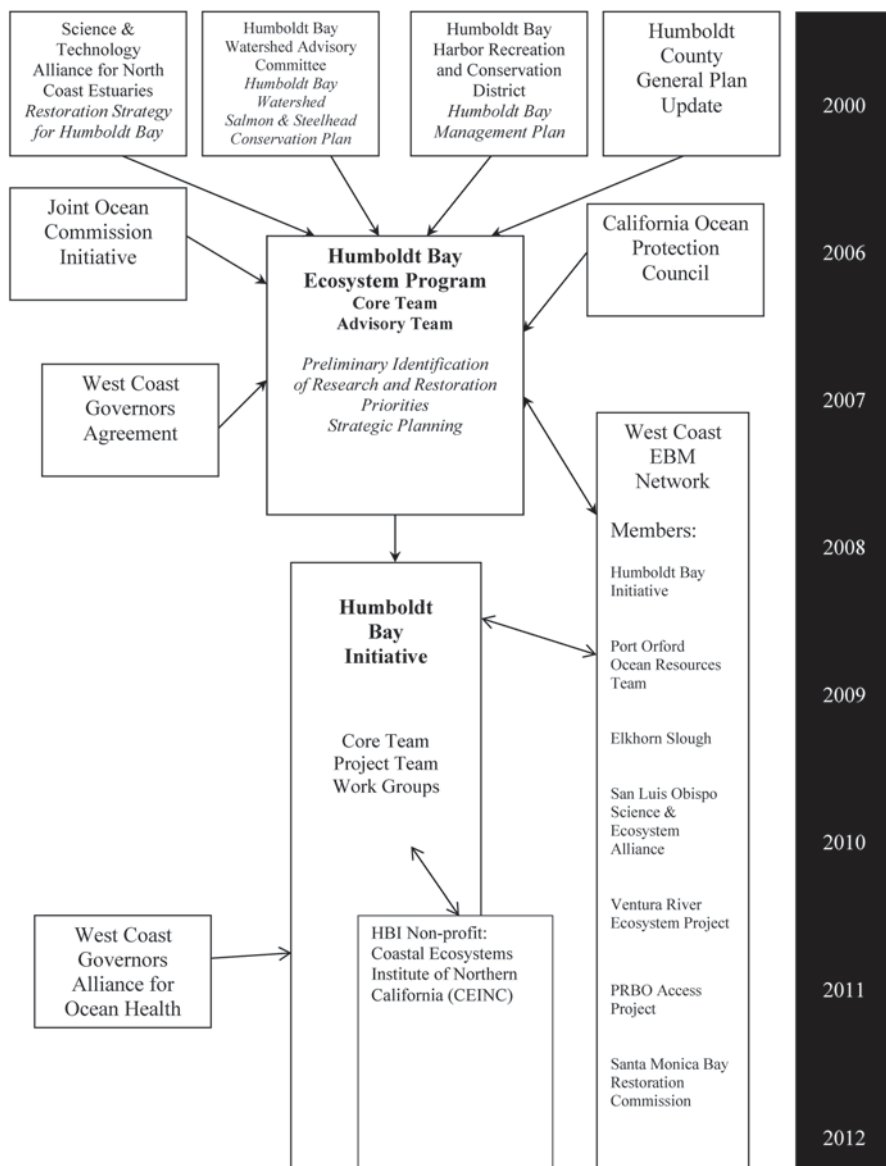 Science &
Technology
Alliance for North
Coast Estuaries
Restoration Strategy
for Humboldt Bay
Humboldt Bay
Watershed Advisory
Committee
Humboldt Bay
Watershed
Salmon & Steelhead
Conservation Plan
Humboldt Bay
Harbor Recreation
and Conservation
District
Humboldt Bay
Management Plan
Humboldt
County
General Plan
Update
2000
Joint Ocean
Commission
Initiative
Humboldt Bay
Ecosystem Program
Core Team
Advisory Team
Preliminary Identification
of Research and Restoration
Priorities
Strategic Planning
California Ocean
Protection
Council
2006
West Coast
Governors
Agreement
2007
West Coast
EBM
Network
Members:
Humboldt Bay
Initiative
Port Orford
Ocean Resources
Team
Elkhorn Slough
San Luis Obispo
Science &
Ecosystem
Alliance
Ventura River
Ecosystem Project
PRBO Access
Project
Santa Monica Bay
Restoration
Commission
2008
Humboldt
Bay
Initiative
Core Team
Project Team
Work Groups
2009
2010
West Coast
Governors
Alliance for
Ocean Health
HBI Non-profit:
Coastal Ecosystems
Institute of Northern
California (CEINC)
2011
2012